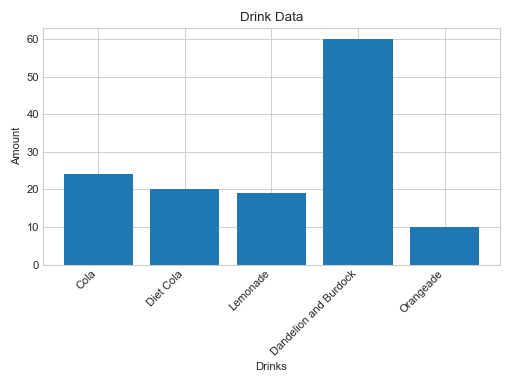 Drink Data
Amount
60
50
40
30
20
10
0
Cola
Diet Cola
Lemonade
Dandelion and Burdock
Orangeade
Drinks